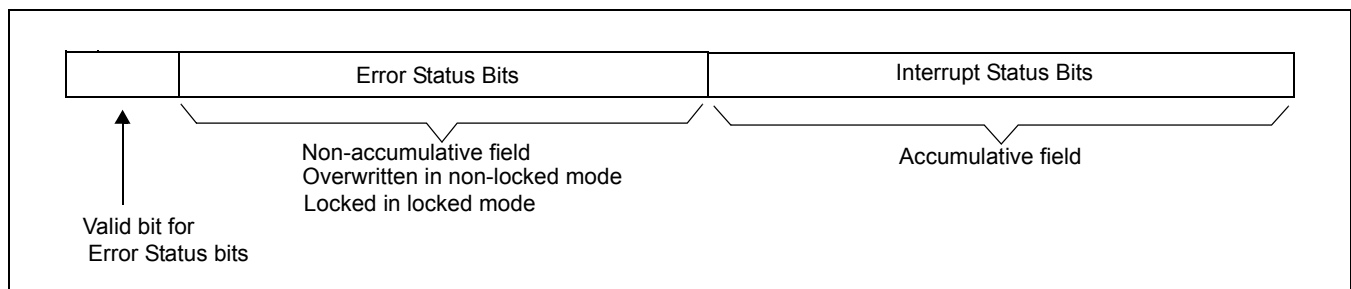 Error Status Bits
Interrupt Status Bits
Non-accumulative field
Overwritten in non-locked mode
Locked in locked mode
Accumulative field
Valid bit for
Error Status bits